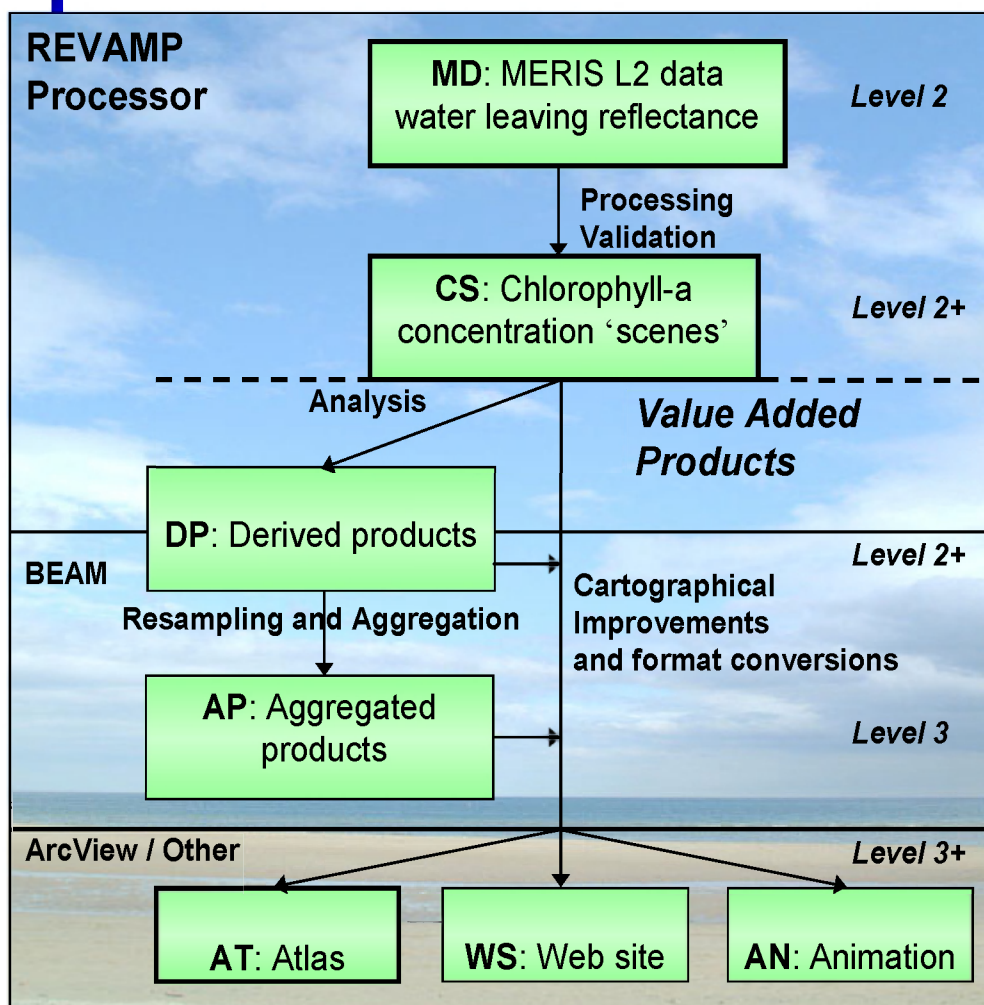 REVAMP
Processor
MD: MERIS L2 data
water leaving reflectance
Level 2
Processing
Validation
CS: Chlorophyll-a
concentration ‘scenes’
Level 2+
Analysis
Value Added
Products
DP: Derived products
BEAM
Level 2+
Resampling and Aggregation
Cartographical
Improvements
and format conversions
AP: Aggregated
products
Level 3
ArcView / Other
Level 3+
AT: Atlas
WS: Web site
AN: Animation